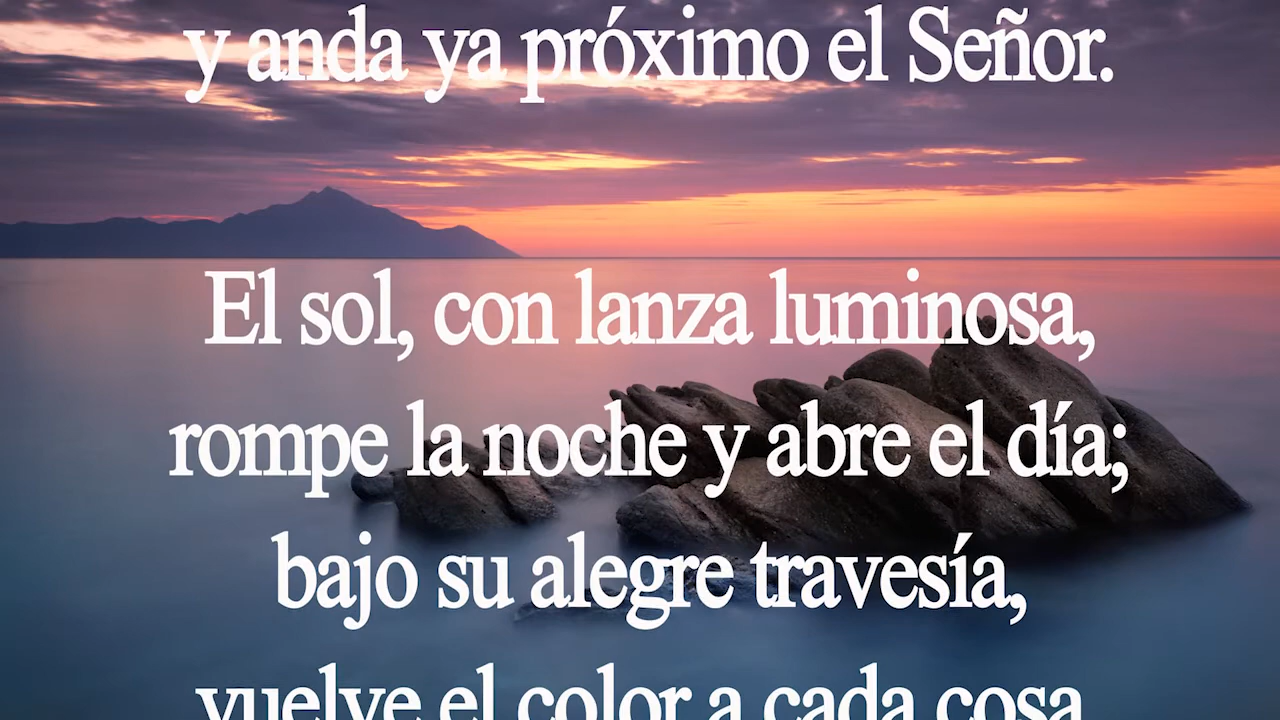 y anda ya próximo el Señor.
El sol, con lanza luminosa,
rompe la noche y abre el día;
bajo su alegre travesía,
vuelve el color a cada cosa